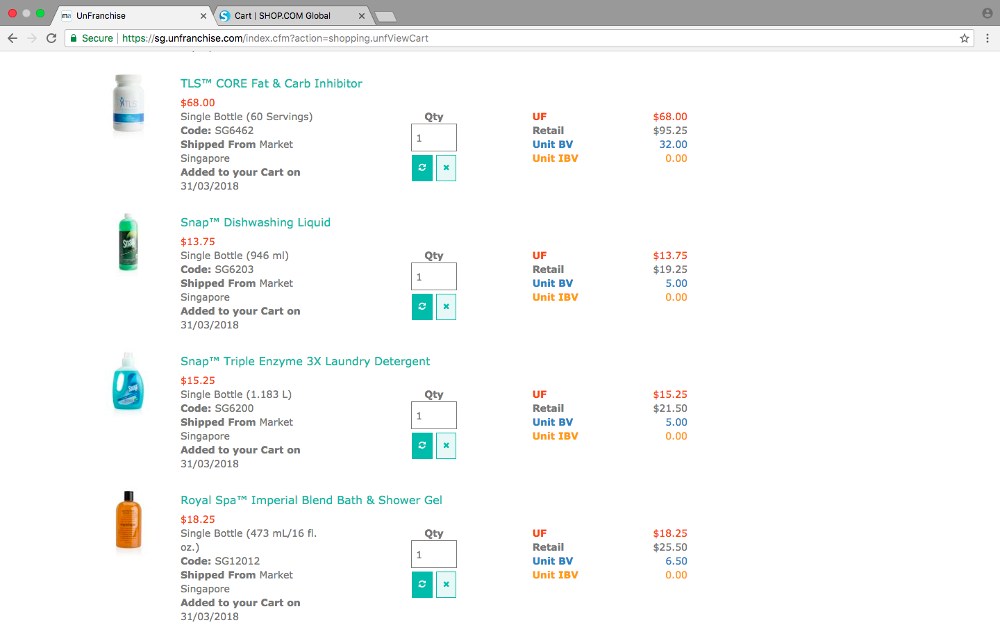 ma UnFranchise
Cart | SHOP.COM Global
Secure https://sg.unfranchise.com/index.cfm?action=shopping.unfViewCart
TLS™ CORE Fat & Carb Inhibitor
$68.00
Single Bottle (60 Servings)
Code: SG6462
Shipped From Market
Singapore
Added to your Cart on
31/03/2018
Qty
1
UF $68.00
Retail $95.25
Unit BV 32.00
Unit IBV 0.00
TLS
Snap™ Dishwashing Liquid
$13.75
Single Bottle (946 ml)
Code: SG6203
Shipped From Market
Singapore
Added to your Cart on
31/03/2018
Qty
1
UF $13.75
Retail $19.25
Unit BV 5.00
Unit IBV 0.00
Snap
Snap™ Triple Enzyme 3X Laundry Detergent
$15.25
Single Bottle (1.183 L)
Code: SG6200
Shipped From Market
Singapore
Added to your Cart on
31/03/2018
Qty
1
UF $15.25
Retail $21.50
Unit BV 5.00
Unit IBV 0.00
Snap
Royal Spa™ Imperial Blend Bath & Shower Gel
$18.25
Single Bottle (473 mL/16 fl.
oz.)
Code: SG12012
Shipped From Market
Singapore
Added to your Cart on
31/03/2018
Qty
1
UF $18.25
Retail $25.50
Unit BV 6.50
Unit IBV 0.00